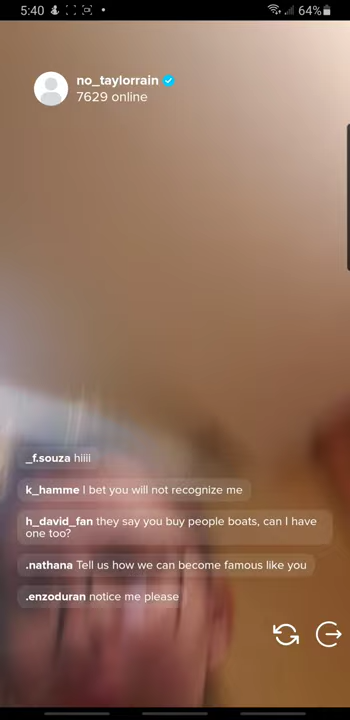 5:40
64%
no_taylorrain
7629 online
_f.souza hiiii
k_hamme I bet you will not recognize me
h_david_fan they say you buy people boats, can I have
one too?
.nathana Tell us how we can become famous like you
.enzoduran notice me please